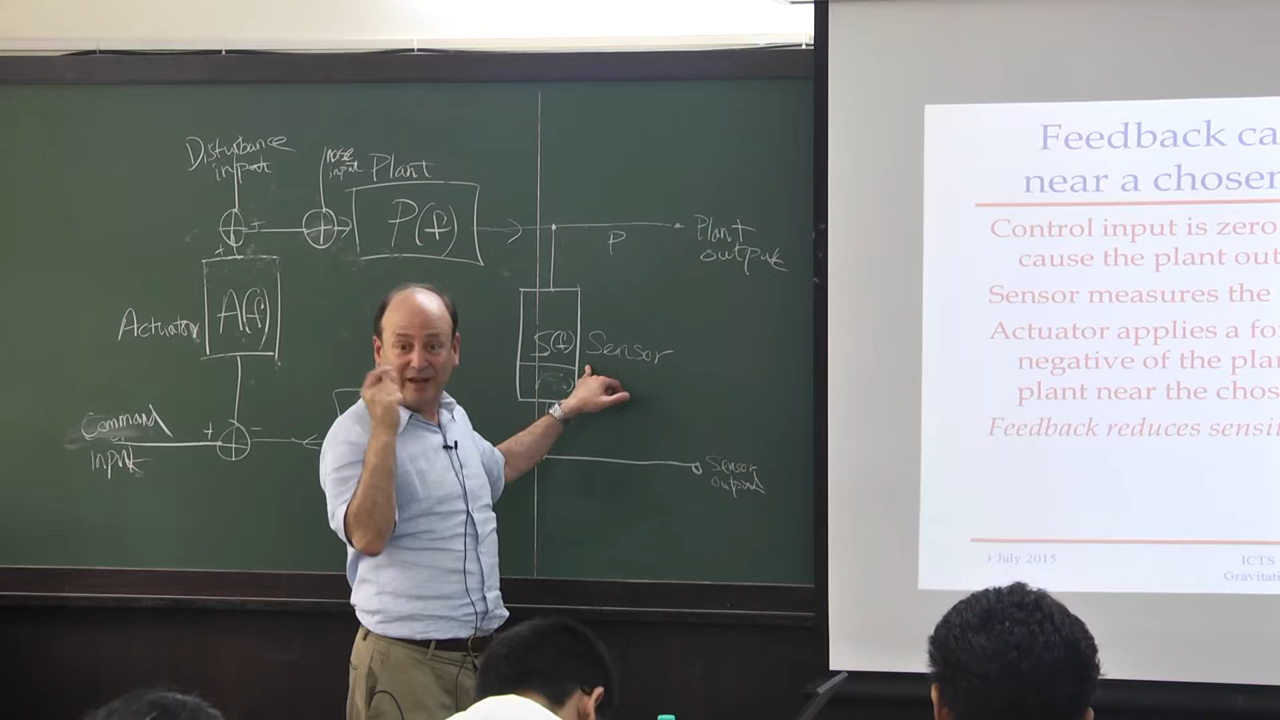 Disturbance
input
noise
input
Plant
P(f)
+
+
A(f)
Actuator
P
Plant
output
S(f)
Sensor
Command
Input
+
-
Sensor
output
Feedback ca
near a chosen
Control input is zero
cause the plant out
Sensor measures the
Actuator applies a fo
negative of the plan
plant near the chos
Feedback reduces sensit
3 July 2015
ICTS
Gravitati